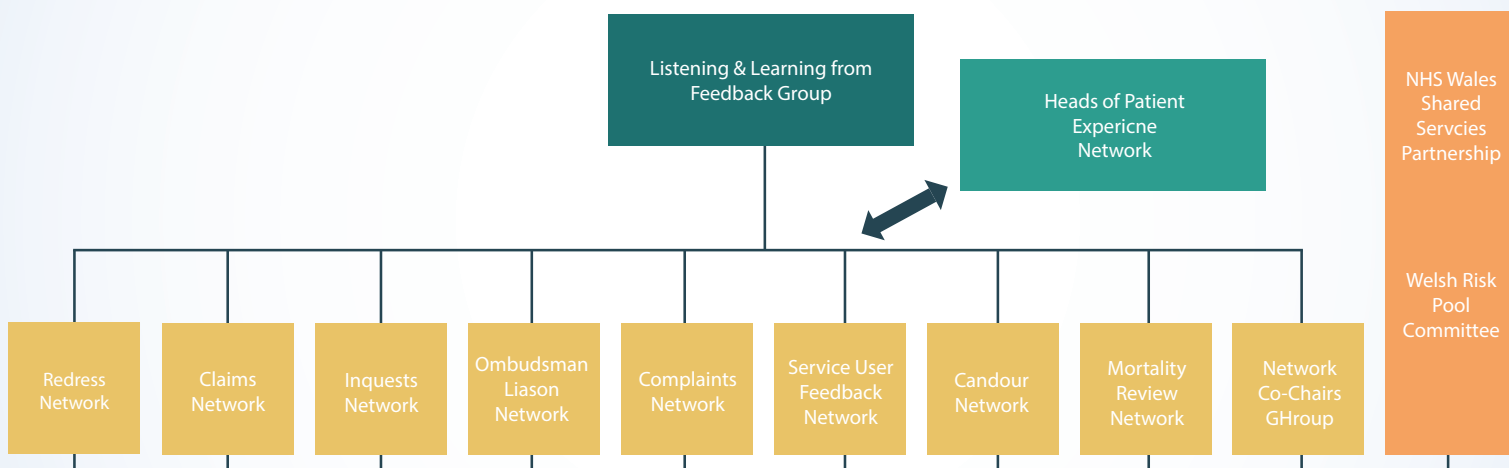 Listening & Learning from
Feedback Group
Heads of Patient
Expericne
Network
NHS Wales
Shared
Servcies
Partnership
Welsh Risk
Pool
Committee
Redress
Network
Claims
Network
Inquests
Network
Ombudsman
Liason
Network
Complaints
Network
Service User
Feedback
Network
Candour
Network
Mortality
Review
Network
Network
Co-Chairs
GHroup